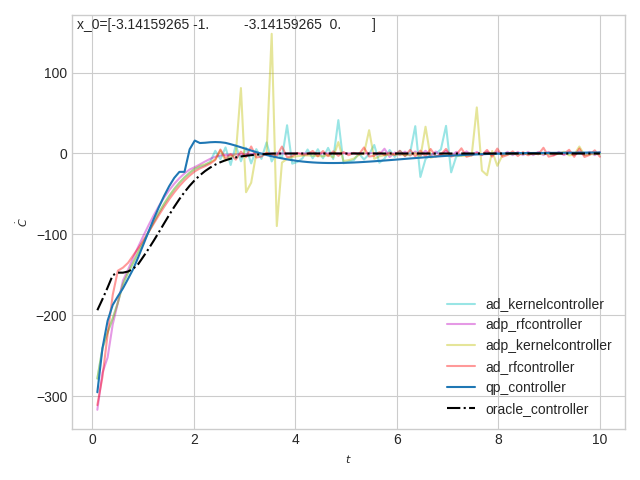 x_0=[-3.14159265 -1. -3.14159265 0. ]
100
0
−100
−200
−300
Ċ
0
2
4
6
8
10
t
ad_kernelcontroller
adp_rfcontroller
adp_kernelcontroller
ad_rfcontroller
qp_controller
oracle_controller